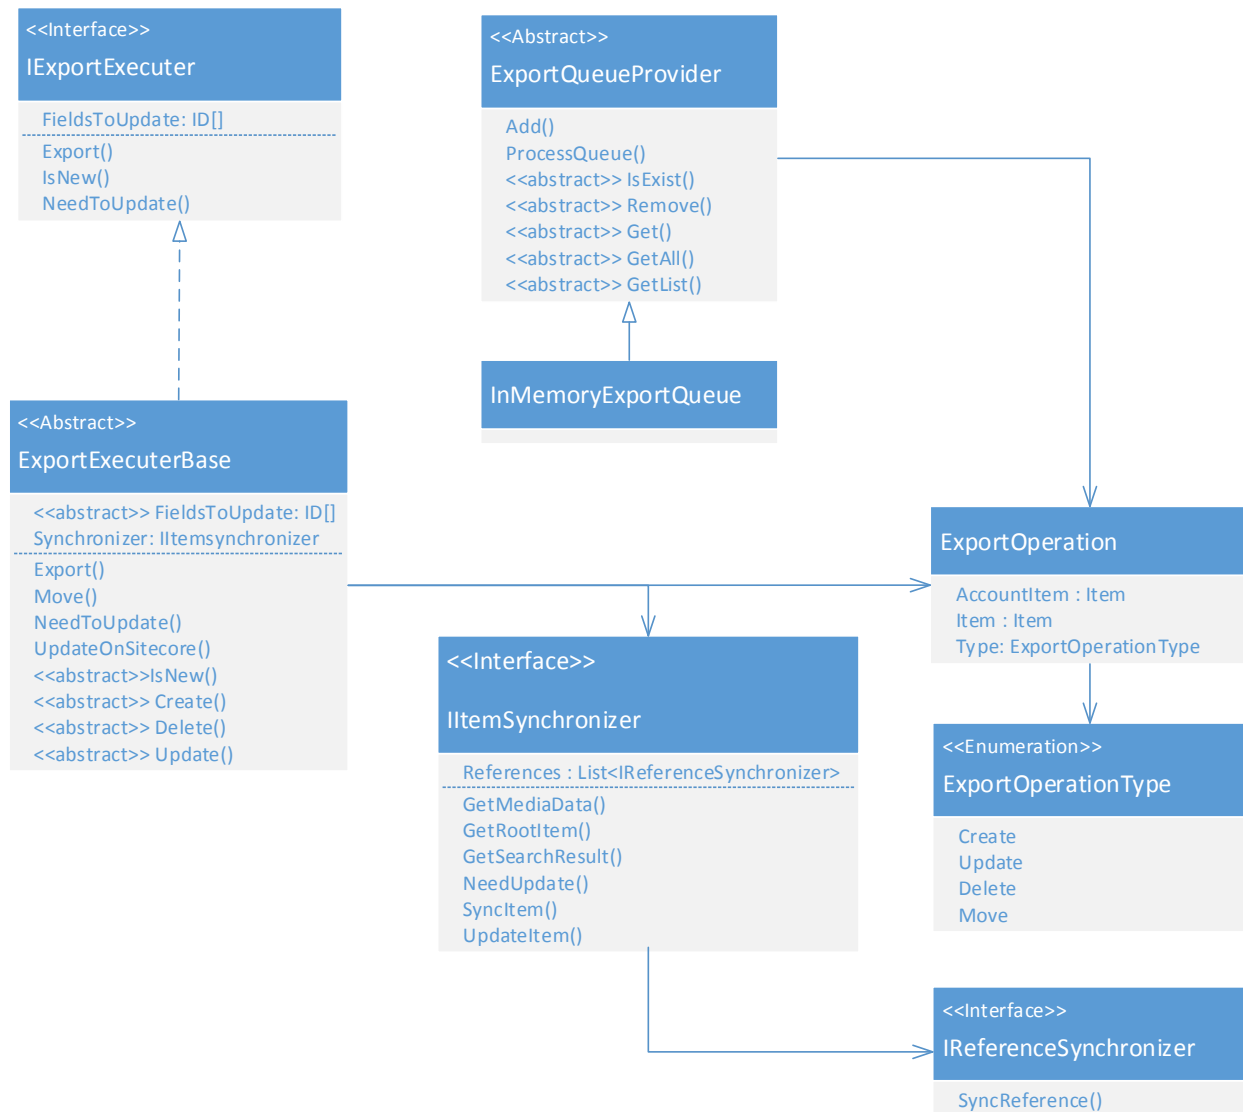 <<Interface>>
IExportExecuter
FieldsToUpdate: ID[]
Export()
IsNew()
NeedToUpdate()
<<Abstract>>
ExportQueueProvider
Add()
ProcessQueue()
<<abstract>> IsExist()
<<abstract>> Remove()
<<abstract>> Get()
<<abstract>> GetAll()
<<abstract>> GetList()
InMemoryExportQueue
<<Abstract>>
ExportExecuterBase
<<abstract>> FieldsToUpdate: ID[]
Synchronizer: IItemsynchronizer
Export()
Move()
NeedToUpdate()
UpdateOnSitecore()
<<abstract>>IsNew()
<<abstract>> Create()
<<abstract>> Delete()
<<abstract>> Update()
<<Interface>>
IItemSynchronizer
References : List<IReferenceSynchronizer>
GetMediaData()
GetRootItem()
GetSearchResult()
NeedUpdate()
SyncItem()
UpdateItem()
ExportOperation
AccountItem : Item
Item : Item
Type: ExportOperationType
<<Enumeration>>
ExportOperationType
Create
Update
Delete
Move
<<Interface>>
IReferenceSynchronizer
SyncReference()